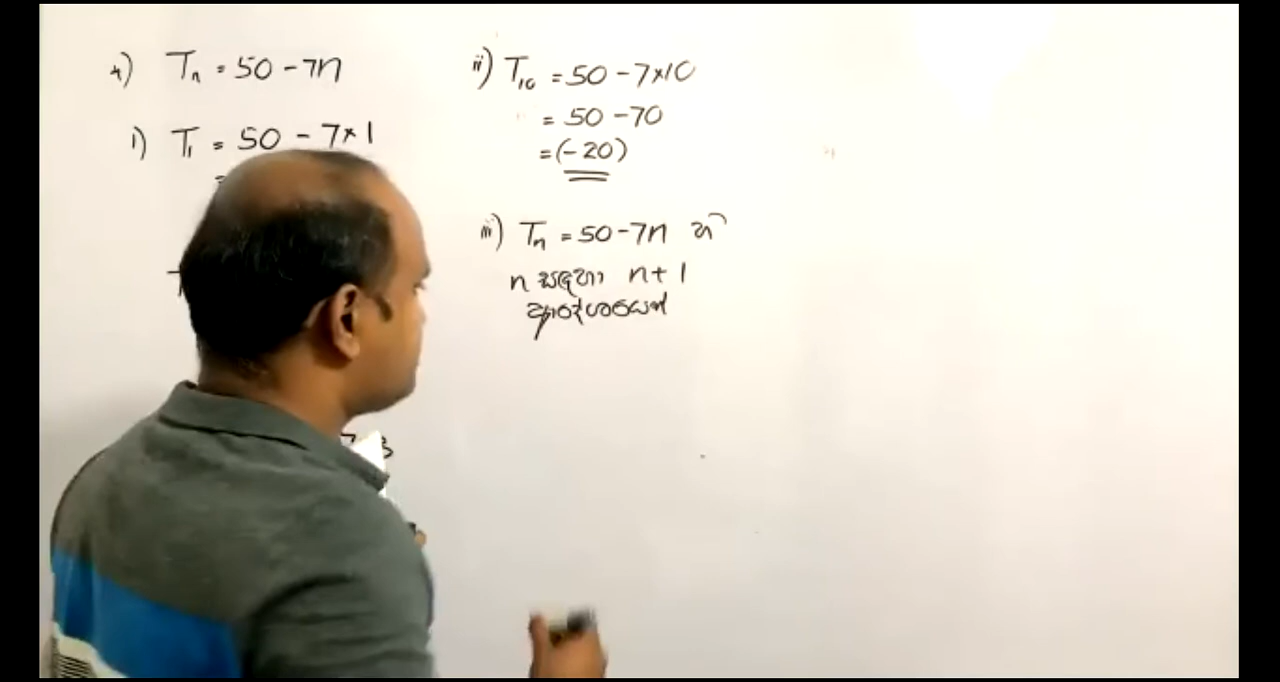 4) Tₙ = 50 - 7n
i) T₁ = 50 - 7 × 1
=
ii) T₁₀ = 50 - 7×10
= 50 - 70
= (-20)
iii) Tₙ = 50 - 7n හි
n සඳහා n + 1
ආදේශයෙන්